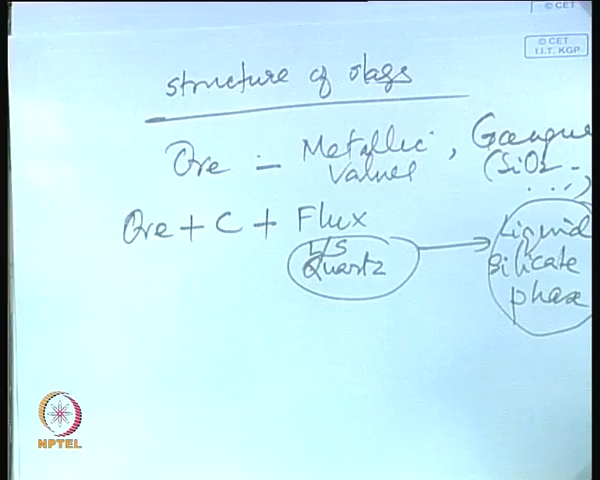 © CET
© CET
I.I.T. KGP
structure of slags
Ore – Metallic Values, Gangue
(SiO2 - ....)
Ore + C + Flux
L/S
Quartz
Liquid
silicate
phase
NPTEL